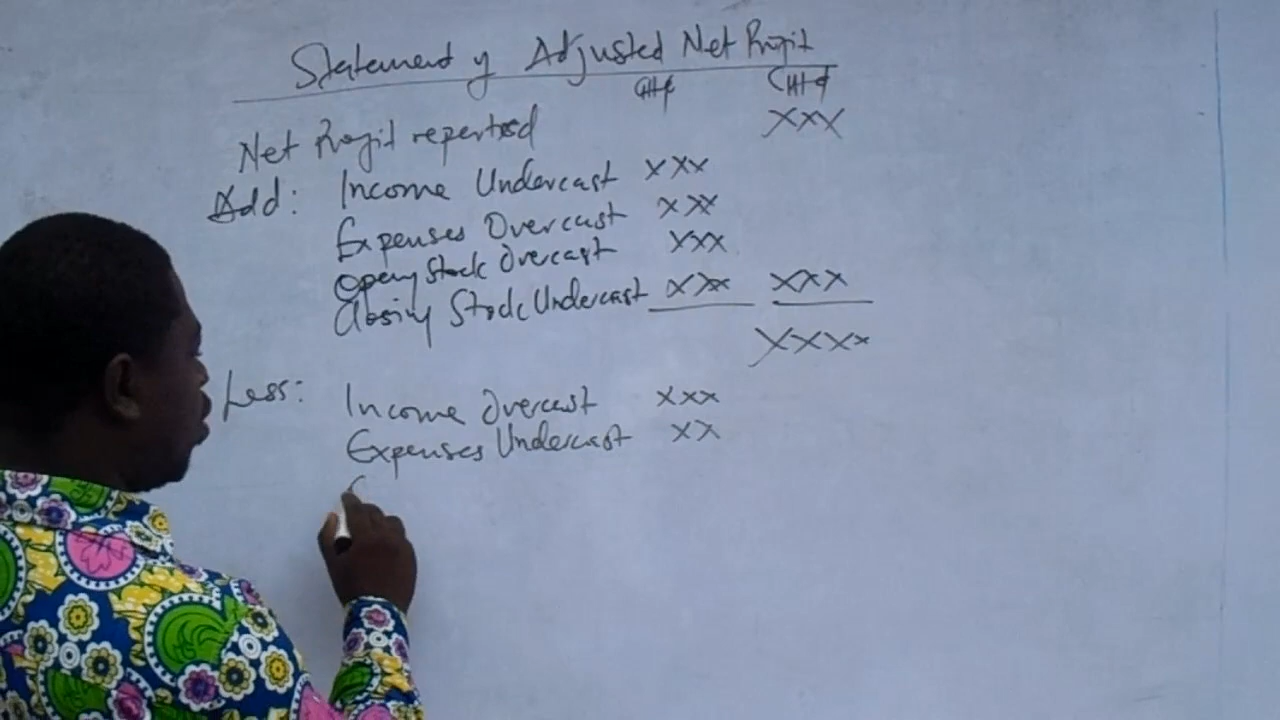 Statement of Adjusted Net Profit
GH¢ GH¢
Net Profit reported XXX
Add: Income Undercast XXX
Expenses Overcast XXX
Opening Stock Overcast XXX
Closing Stock Undercast XXX XXX
XXXX
Less: Income Overcast XXX
Expenses Undercast XX